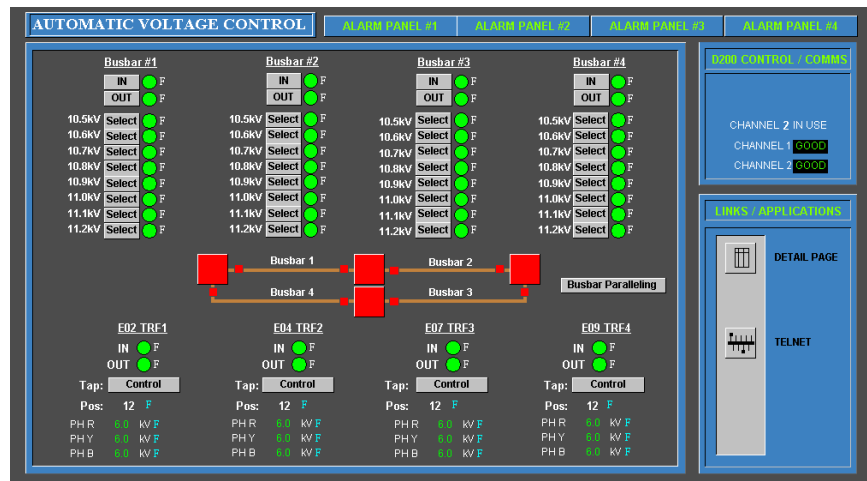 AUTOMATIC VOLTAGE CONTROL ALARM PANEL #1 ALARM PANEL #2 ALARM PANEL #3 ALARM PANEL #4
Busbar #1 Busbar #2 Busbar #3 Busbar #4
IN F IN F IN F IN F
OUT F OUT F OUT F OUT F
10.5kV Select F 10.5kV Select F 10.5kV Select F 10.5kV Select F
10.6kV Select F 10.6kV Select F 10.6kV Select F 10.6kV Select F
10.7kV Select F 10.7kV Select F 10.7kV Select F 10.7kV Select F
10.8kV Select F 10.8kV Select F 10.8kV Select F 10.8kV Select F
10.9kV Select F 10.9kV Select F 10.9kV Select F 10.9kV Select F
11.0kV Select F 11.0kV Select F 11.0kV Select F 11.0kV Select F
11.1kV Select F 11.1kV Select F 11.1kV Select F 11.1kV Select F
11.2kV Select F 11.2kV Select F 11.2kV Select F 11.2kV Select F
Busbar 1 Busbar 2
Busbar 4 Busbar 3
Busbar Paralleling
E02 TRF1 E04 TRF2 E07 TRF3 E09 TRF4
IN F IN F IN F IN F
OUT F OUT F OUT F OUT F
Tap: Control Tap: Control Tap: Control Tap: Control
Pos: 12 F Pos: 12 F Pos: 12 F Pos: 12 F
PH R 6.0 kV F PH R 6.0 kV F PH R 6.0 kV F PH R 6.0 kV F
PH Y 6.0 kV F PH Y 6.0 kV F PH Y 6.0 kV F PH Y 6.0 kV F
PH B 6.0 kV F PH B 6.0 kV F PH B 6.0 kV F PH B 6.0 kV F
D200 CONTROL / COMMS
CHANNEL 2 IN USE
CHANNEL 1 GOOD
CHANNEL 2 GOOD
LINKS / APPLICATIONS
DETAIL PAGE
TELNET